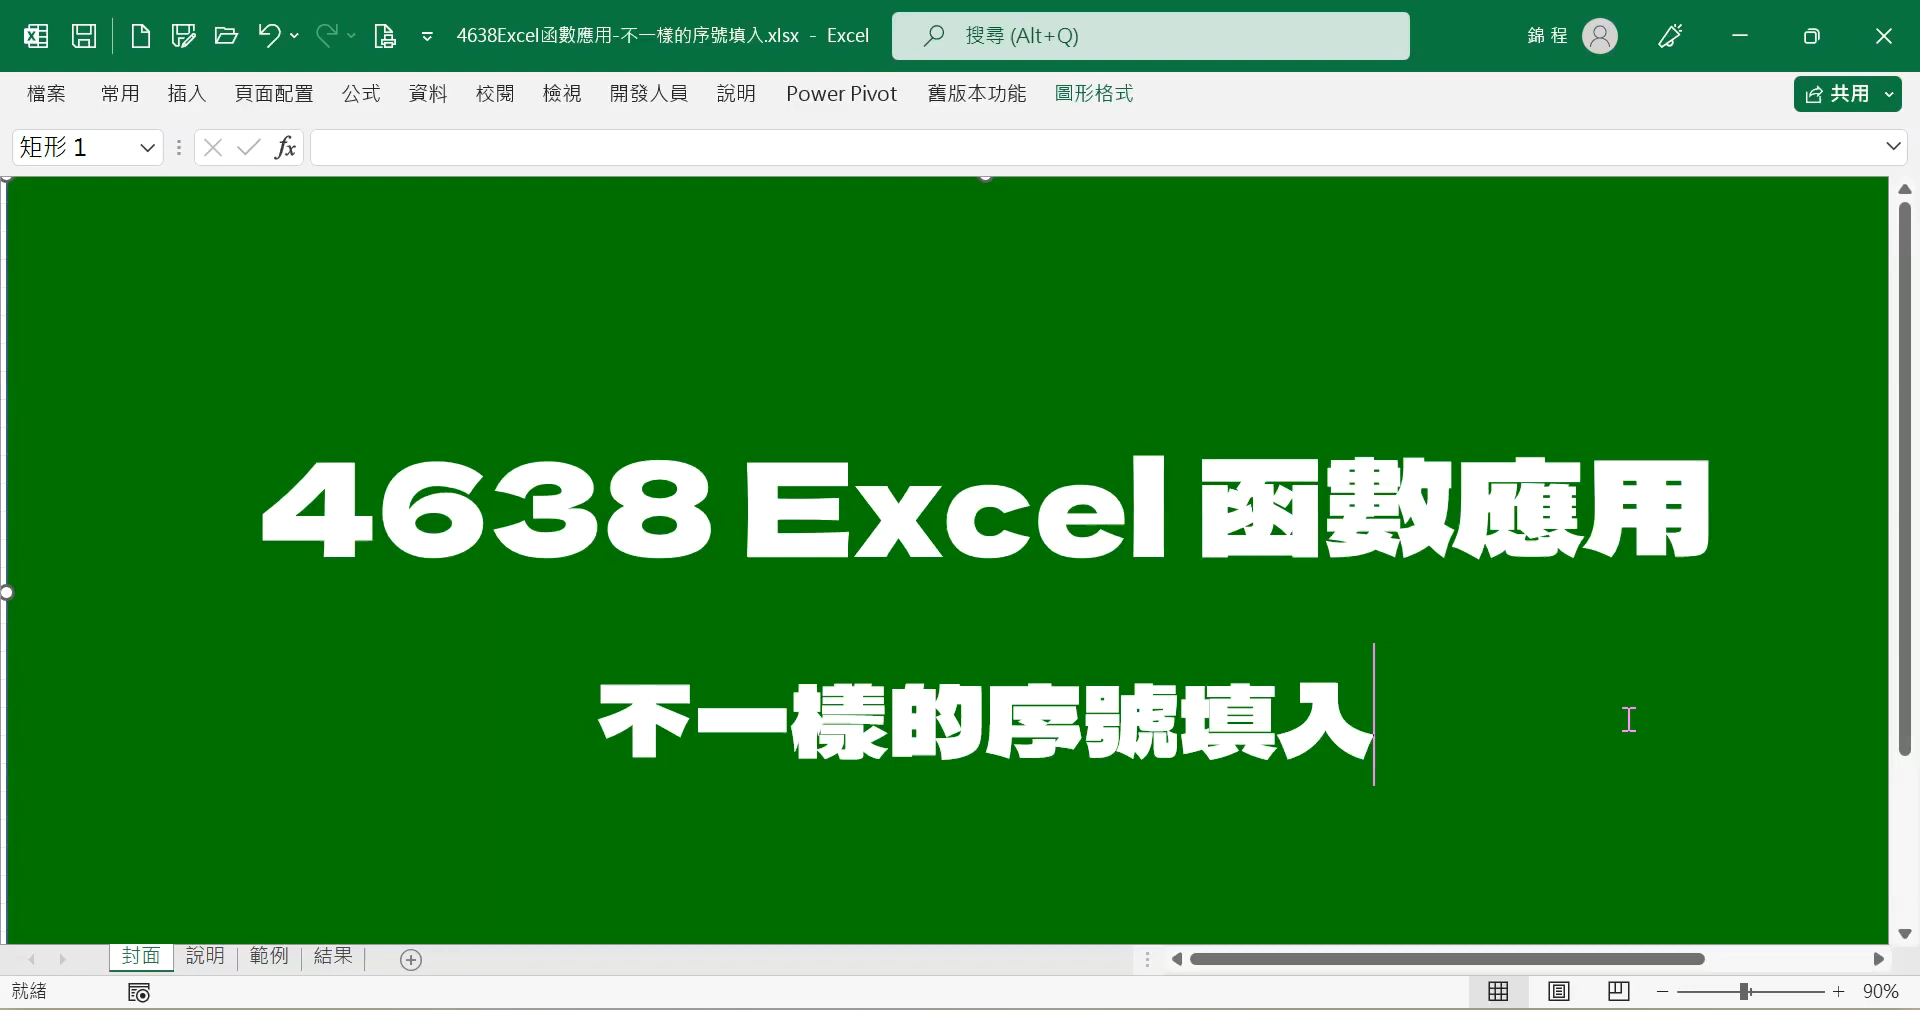 4638Excel函數應用-不一樣的序號填入.xlsx - Excel
搜尋 (Alt+Q)
錦 程
檔案 常用 插入 頁面配置 公式 資料 校閱 檢視 開發人員 說明 Power Pivot 舊版本功能 圖形格式
共用
矩形 1
fx
4638 Excel 函數應用
不一樣的序號填入
封面 說明 範例 結果
就緒
90%